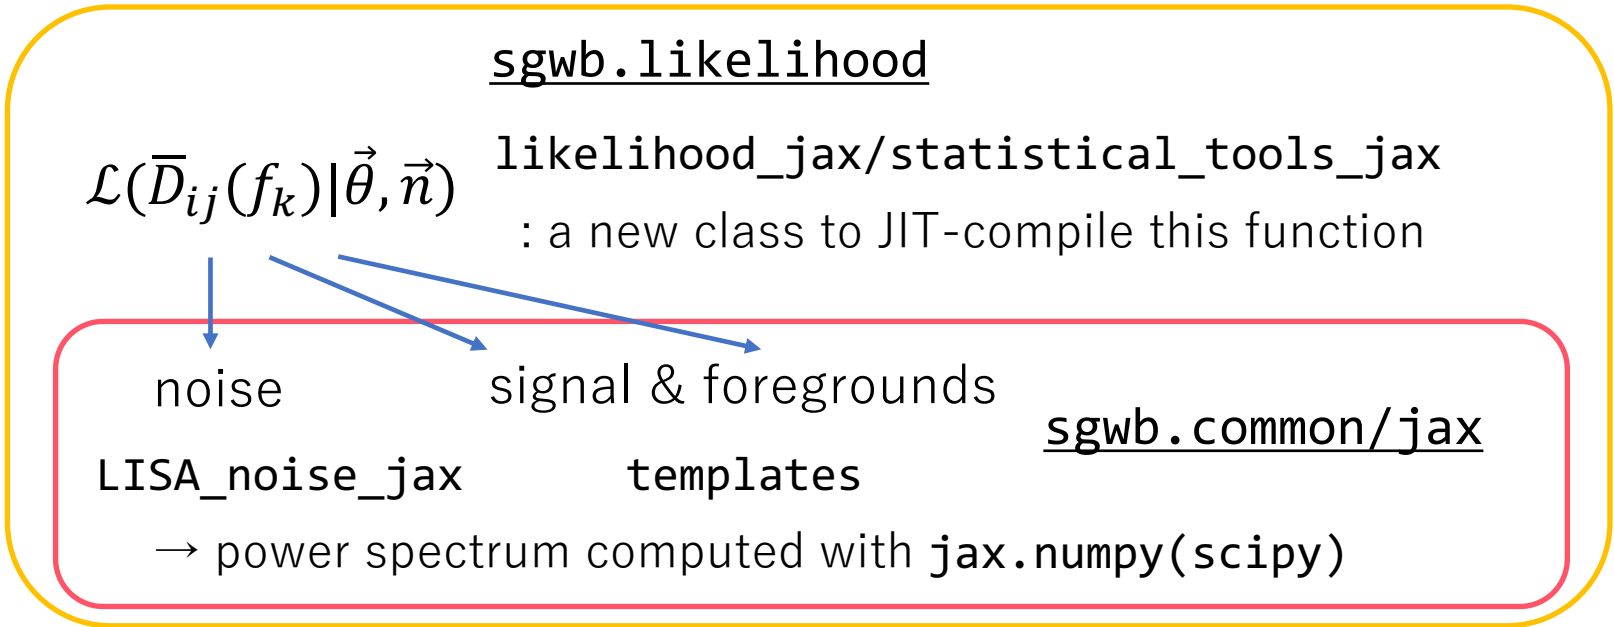 sgwb.likelihood
likelihood_jax/statistical_tools_jax
ℒ(D̅ᵢⱼ(fₖ)|θ⃗, n⃗)
: a new class to JIT-compile this function
noise
signal & foregrounds
sgwb.common/jax
LISA_noise_jax
templates
→ power spectrum computed with jax.numpy(scipy)